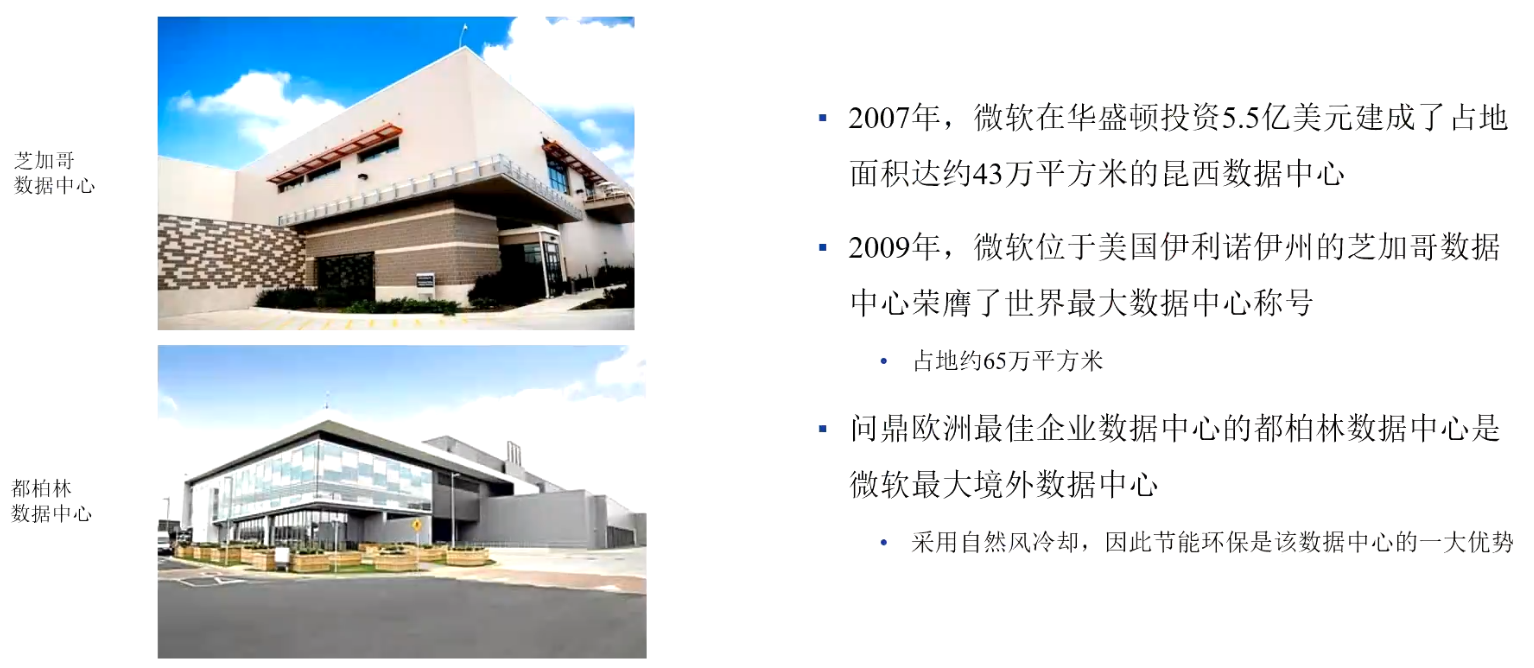 芝加哥
数据中心
都柏林
数据中心
▪ 2007年，微软在华盛顿投资5.5亿美元建成了占地
面积达约43万平方米的昆西数据中心
▪ 2009年，微软位于美国伊利诺伊州的芝加哥数据
中心荣膺了世界最大数据中心称号
• 占地约65万平方米
▪ 问鼎欧洲最佳企业数据中心的都柏林数据中心是
微软最大境外数据中心
• 采用自然风冷却，因此节能环保是该数据中心的一大优势